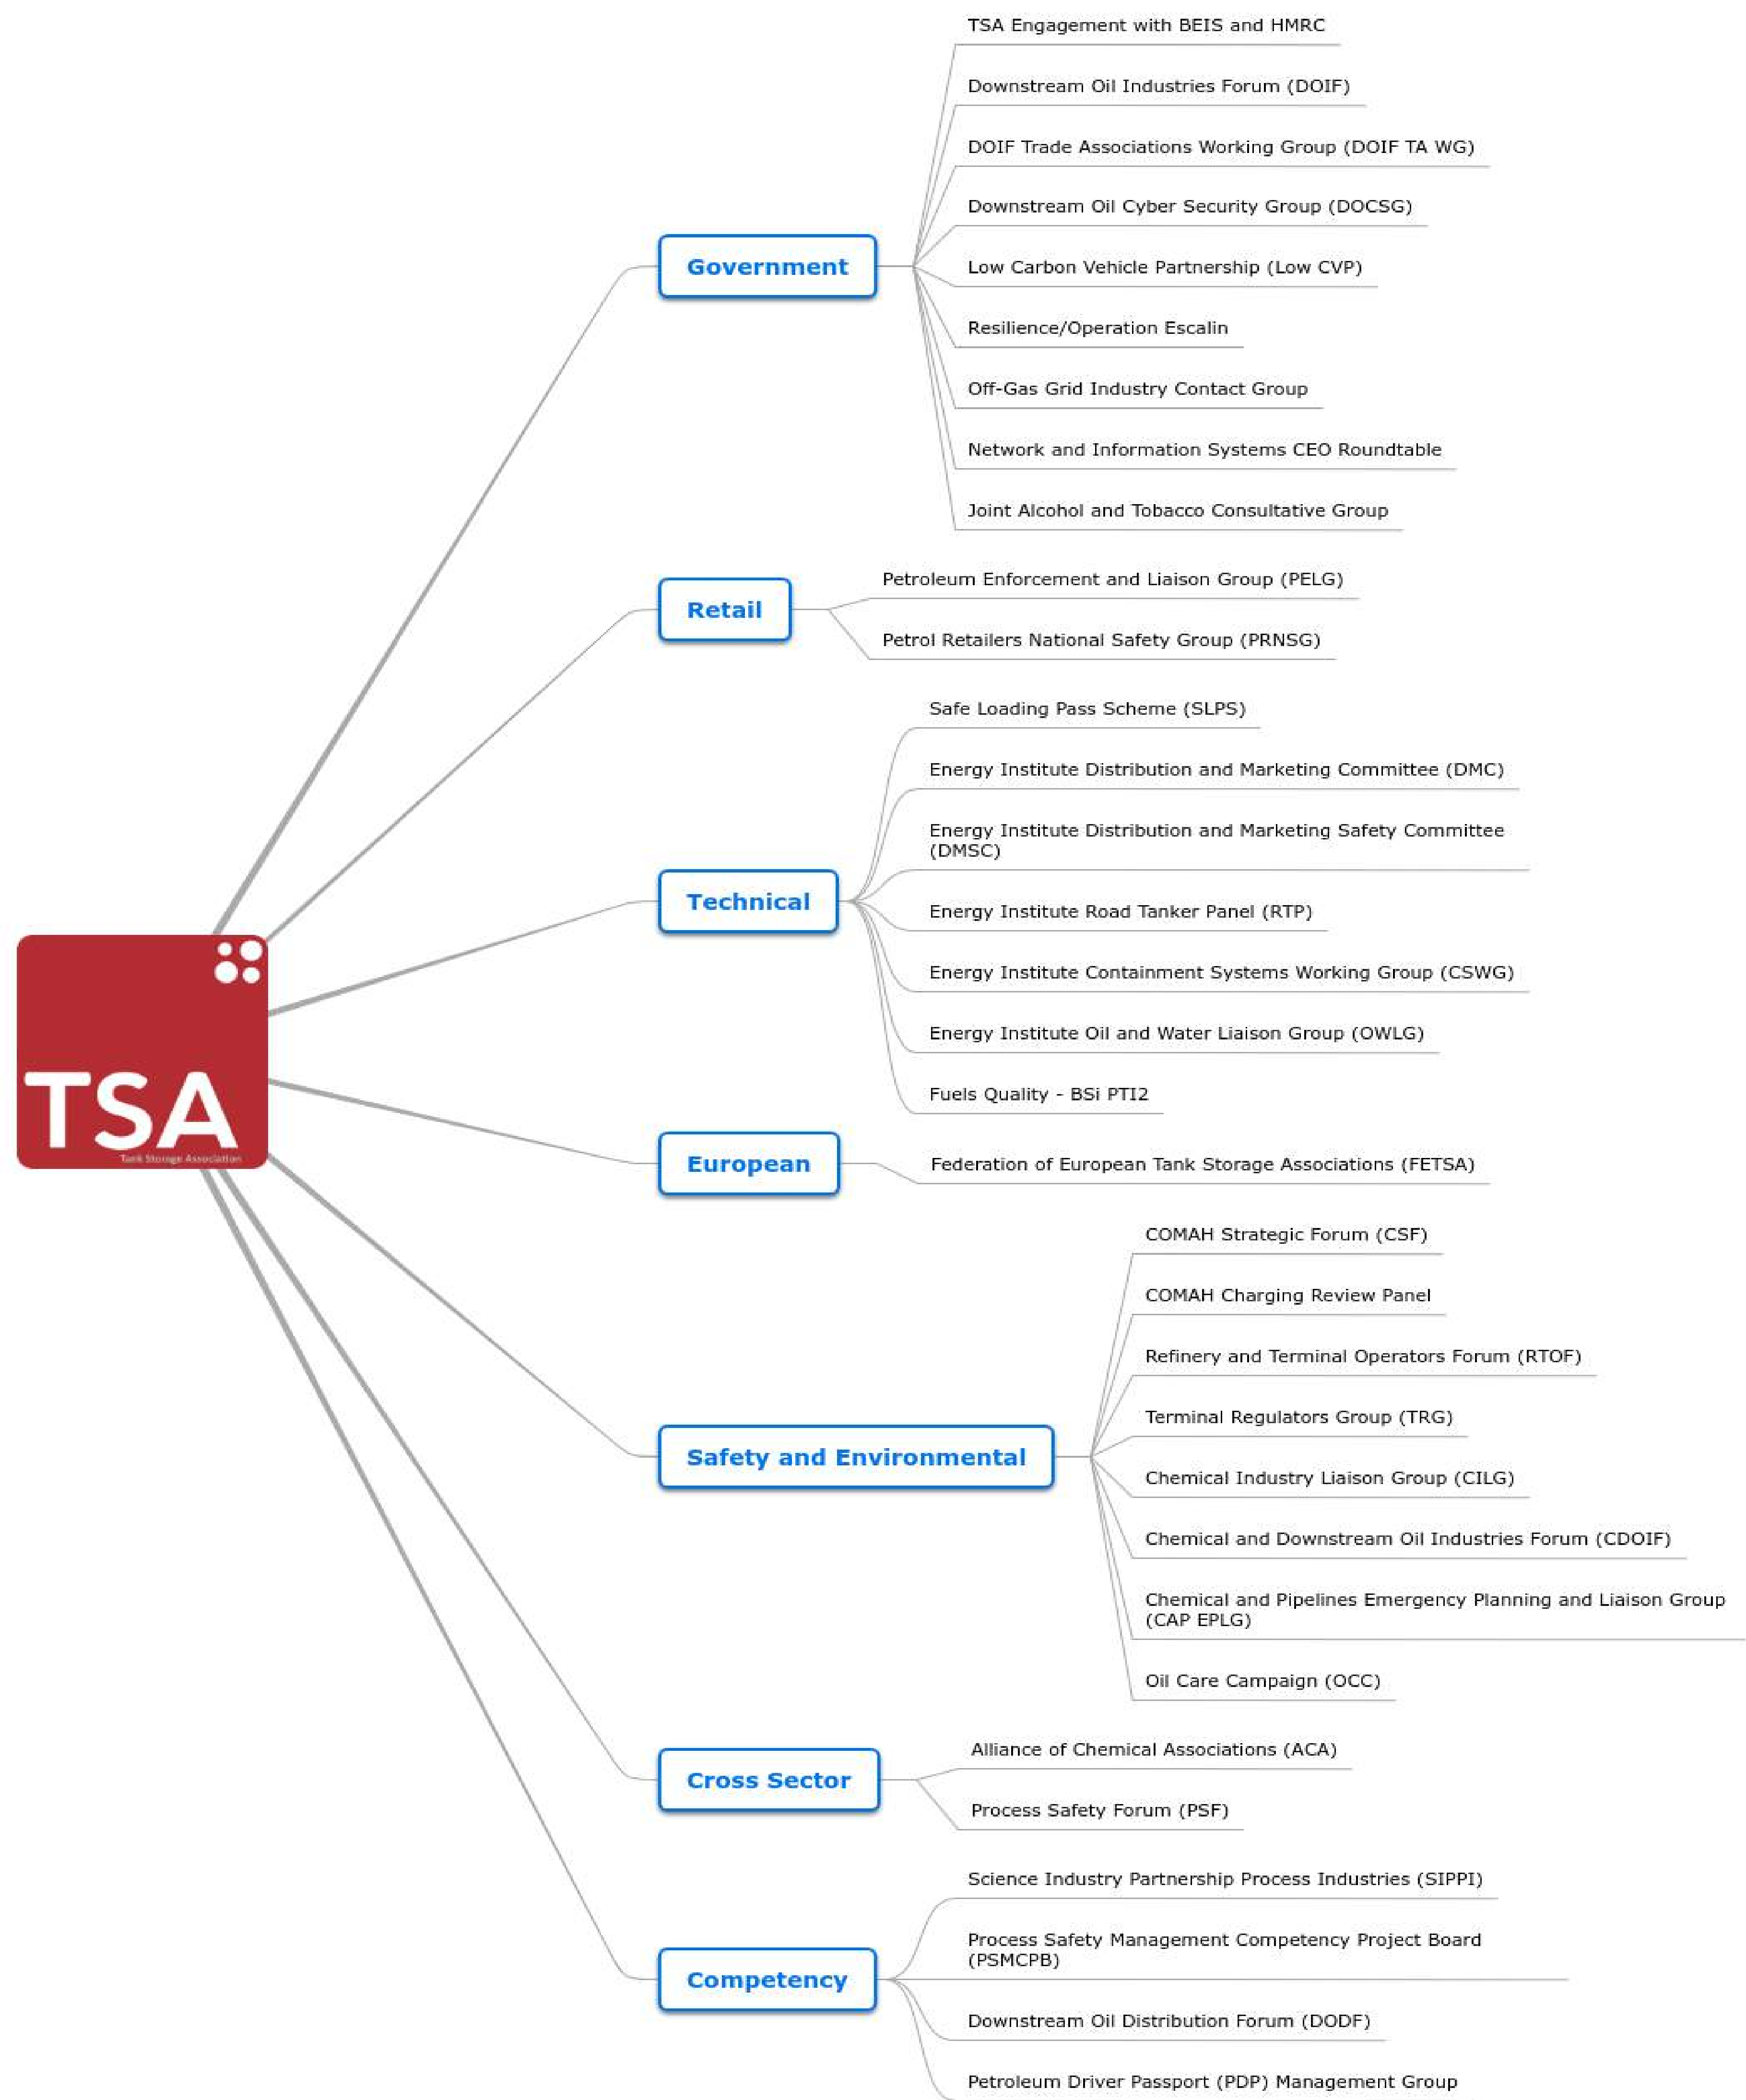 TSA Engagement with BEIS and HMRC
Downstream Oil Industries Forum (DOIF)
DOIF Trade Associations Working Group (DOIF TA WG)
Downstream Oil Cyber Security Group (DOCSG)
Government
Low Carbon Vehicle Partnership (Low CVP)
Resilience/Operation Escalin
Off-Gas Grid Industry Contact Group
Network and Information Systems CEO Roundtable
Joint Alcohol and Tobacco Consultative Group
Petroleum Enforcement and Liaison Group (PELG)
Retail
Petrol Retailers National Safety Group (PRNSG)
Safe Loading Pass Scheme (SLPS)
Energy Institute Distribution and Marketing Committee (DMC)
Energy Institute Distribution and Marketing Safety Committee
(DMSC)
Technical
Energy Institute Road Tanker Panel (RTP)
Energy Institute Containment Systems Working Group (CSWG)
Energy Institute Oil and Water Liaison Group (OWLG)
Fuels Quality - BSi PTI2
TSA
Tank Storage Association
European
Federation of European Tank Storage Associations (FETSA)
COMAH Strategic Forum (CSF)
COMAH Charging Review Panel
Refinery and Terminal Operators Forum (RTOF)
Terminal Regulators Group (TRG)
Safety and Environmental
Chemical Industry Liaison Group (CILG)
Chemical and Downstream Oil Industries Forum (CDOIF)
Chemical and Pipelines Emergency Planning and Liaison Group
(CAP EPLG)
Oil Care Campaign (OCC)
Alliance of Chemical Associations (ACA)
Cross Sector
Process Safety Forum (PSF)
Science Industry Partnership Process Industries (SIPPI)
Process Safety Management Competency Project Board
(PSMCPB)
Competency
Downstream Oil Distribution Forum (DODF)
Petroleum Driver Passport (PDP) Management Group